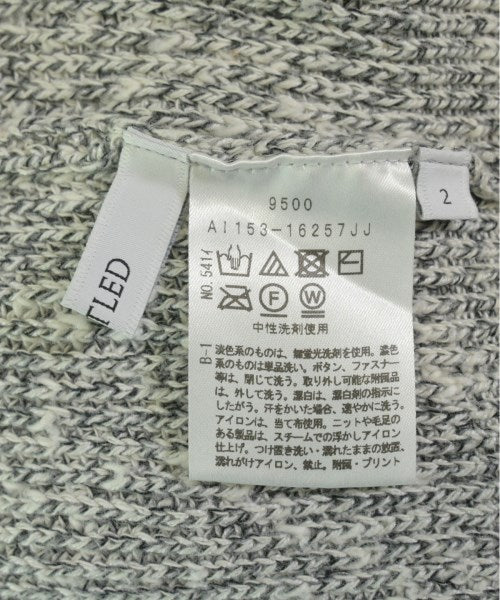 9500
AI153-16257JJ
NO.5414
F
W
中性洗剤使用
B-1
淡色系のものは、無蛍光洗剤を使用。濃色
系のものは単品洗い。ボタン、ファスナー
等は、閉じて洗う。取り外し可能な附属品
は、外して洗う。漂白は、漂白剤の指示に
したがう。汗をかいた場合、速やかに洗う。
アイロンは、当て布使用。ニットや毛足の
ある製品は、スチームでの浮かしアイロン
仕上げ。つけ置き洗い・濡れたままの放置、
濡れがけアイロン、禁止。附属・プリント
2
TLED